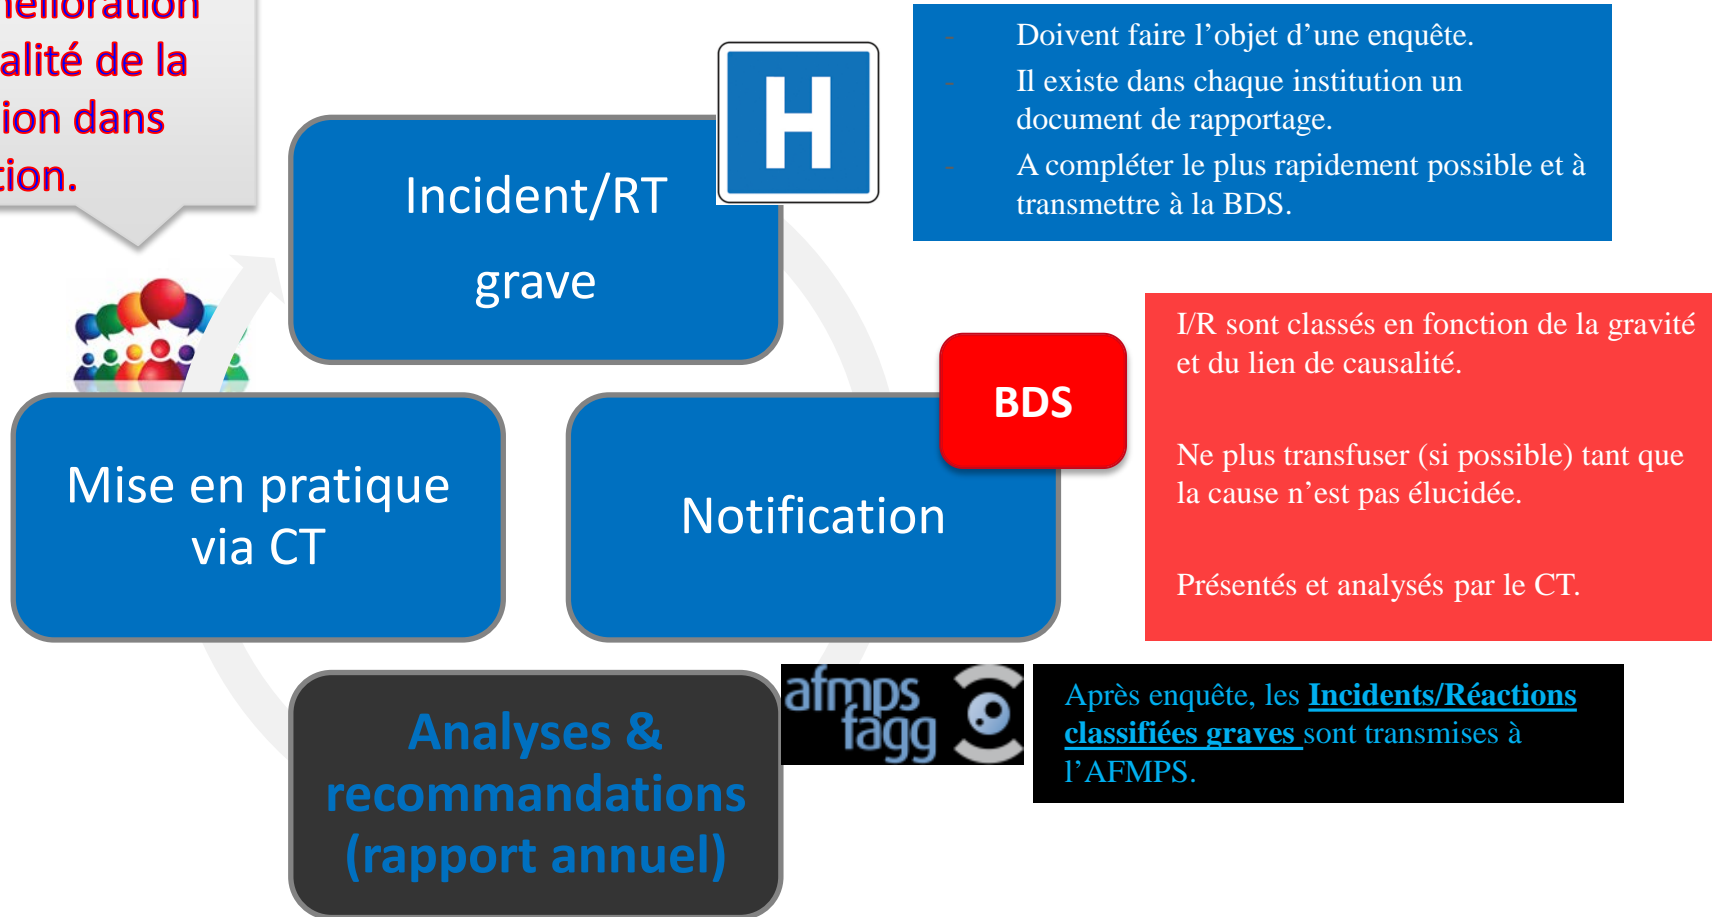 alité de la
dans
Incident/RT
grave
H
- Doivent faire l’objet d’une enquête.
- Il existe dans chaque institution un
document de rapportage.
- A compléter le plus rapidement possible et à
transmettre à la BDS.
BDS
I/R sont classés en fonction de la gravité
et du lien de causalité.
Ne plus transfuser (si possible) tant que
la cause n’est pas élucidée.
Présentés et analysés par le CT.
Mise en pratique
via CT
Notification
Analyses &
recommandations
(rapport annuel)
afmps
fagg
Après enquête, les Incidents/Réactions
classifiées graves sont transmises à
l’AFMPS.